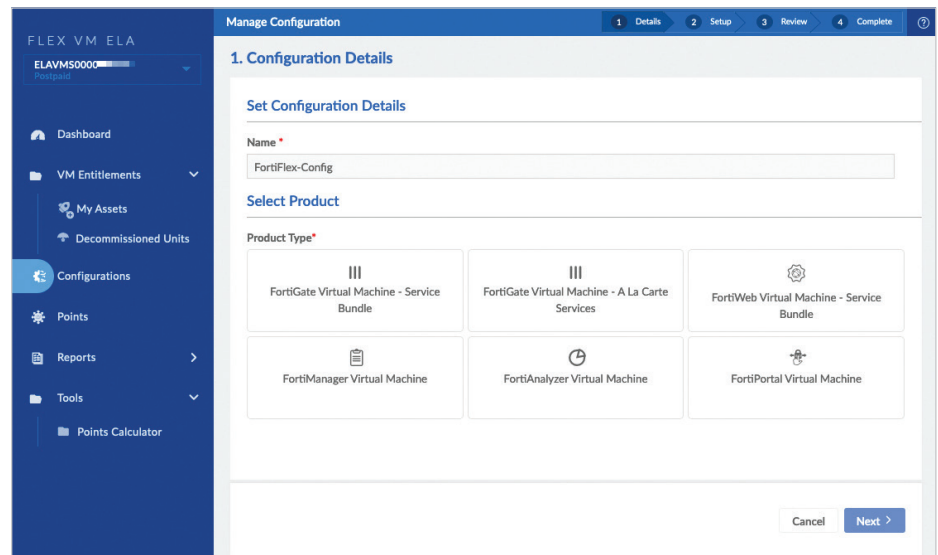 FLEX VM ELA
ELAVMS0000
Postpaid
Dashboard
VM Entitlements
My Assets
Decommissioned Units
Configurations
Points
Reports
Tools
Points Calculator
Manage Configuration
1 Details
2 Setup
3 Review
4 Complete
?
1. Configuration Details
Set Configuration Details
Name *
FortiFlex-Config
Select Product
Product Type*
FortiGate Virtual Machine - Service
Bundle
FortiGate Virtual Machine - A La Carte
Services
FortiWeb Virtual Machine - Service
Bundle
FortiManager Virtual Machine
FortiAnalyzer Virtual Machine
FortiPortal Virtual Machine
Cancel
Next >